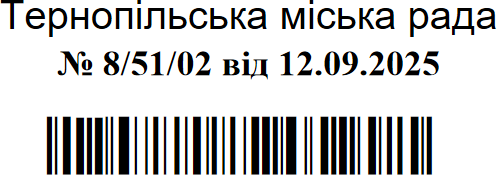 Тернопільська міська рада
№ 8/51/02 від 12.09.2025